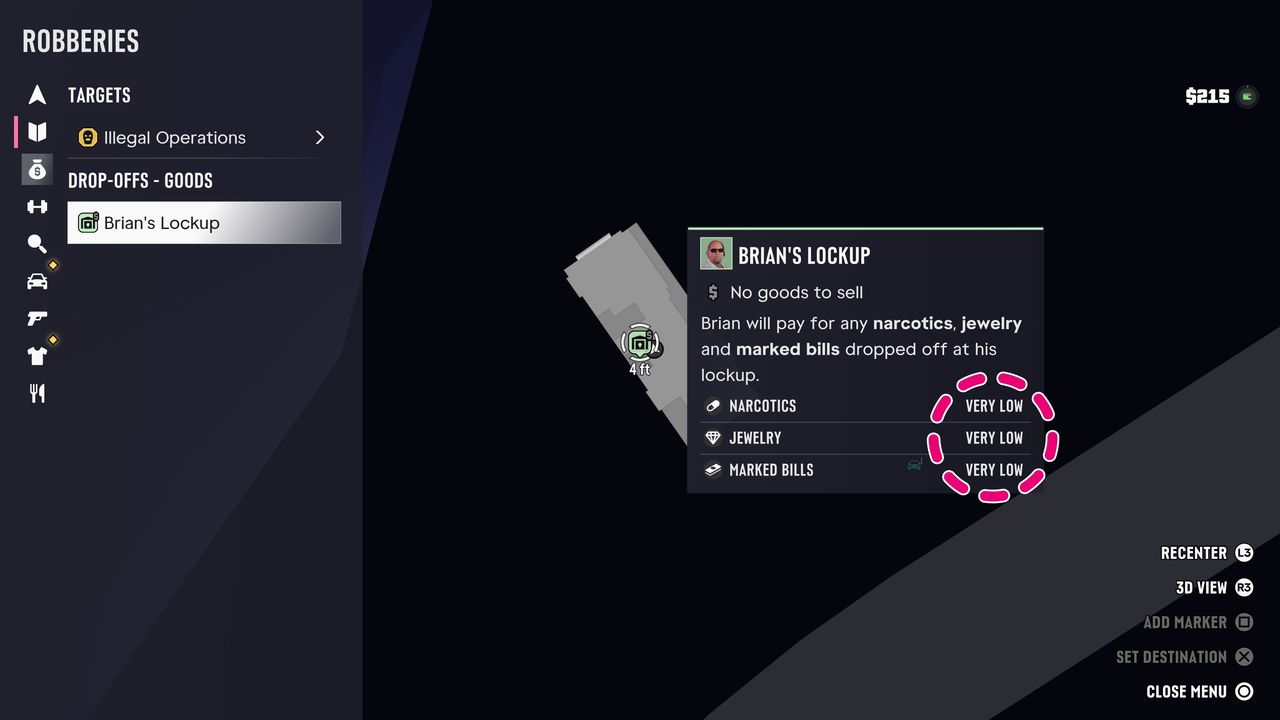 ROBBERIES
TARGETS
Illegal Operations
DROP-OFFS - GOODS
Brian's Lockup
$215
BRIAN'S LOCKUP
No goods to sell
Brian will pay for any narcotics, jewelry
and marked bills dropped off at his
lockup.
NARCOTICS VERY LOW
JEWELRY VERY LOW
MARKED BILLS VERY LOW
4 ft
RECENTER L3
3D VIEW R3
ADD MARKER
SET DESTINATION
CLOSE MENU